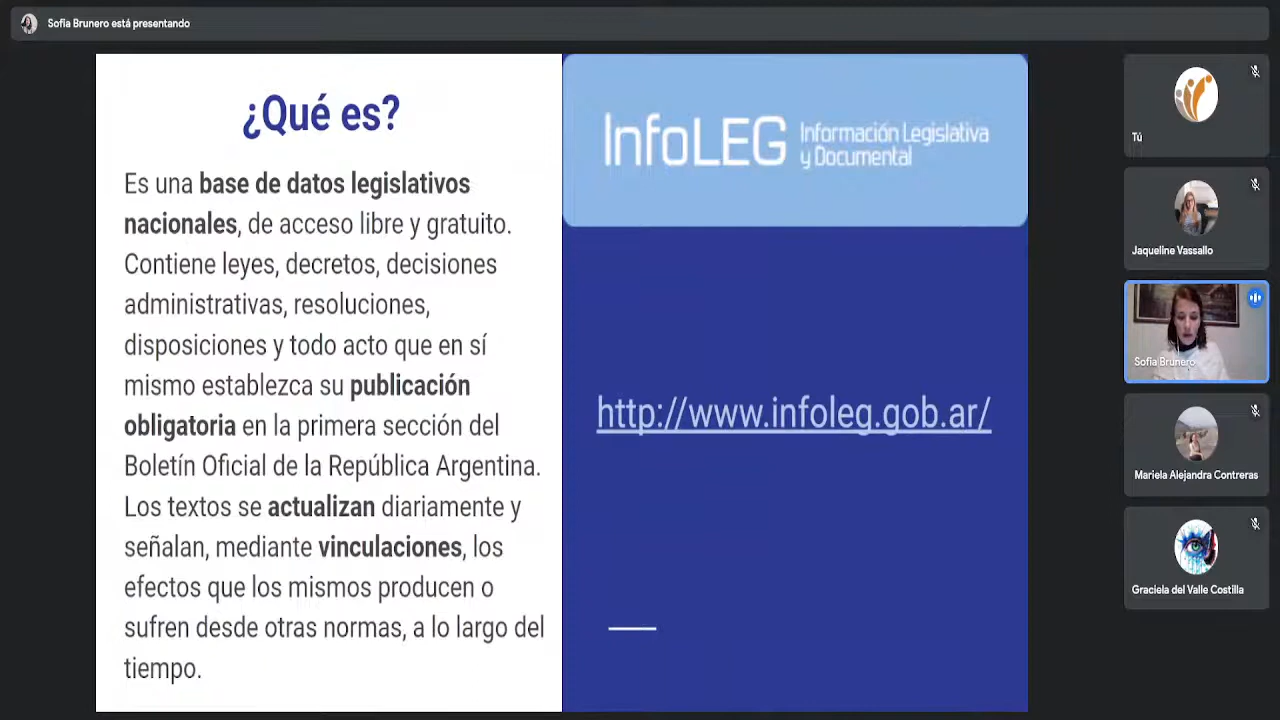 Sofia Brunero está presentando
¿Qué es?
Es una base de datos legislativos
nacionales, de acceso libre y gratuito.
Contiene leyes, decretos, decisiones
administrativas, resoluciones,
disposiciones y todo acto que en sí
mismo establezca su publicación
obligatoria en la primera sección del
Boletín Oficial de la República Argentina.
Los textos se actualizan diariamente y
señalan, mediante vinculaciones, los
efectos que los mismos producen o
sufren desde otras normas, a lo largo del
tiempo.
InfoLEG
Información Legislativa
y Documental
http://www.infoleg.gob.ar/
Tú
Jaqueline Vassallo
Sofia Brunero
Mariela Alejandra Contreras
Graciela del Valle Costilla